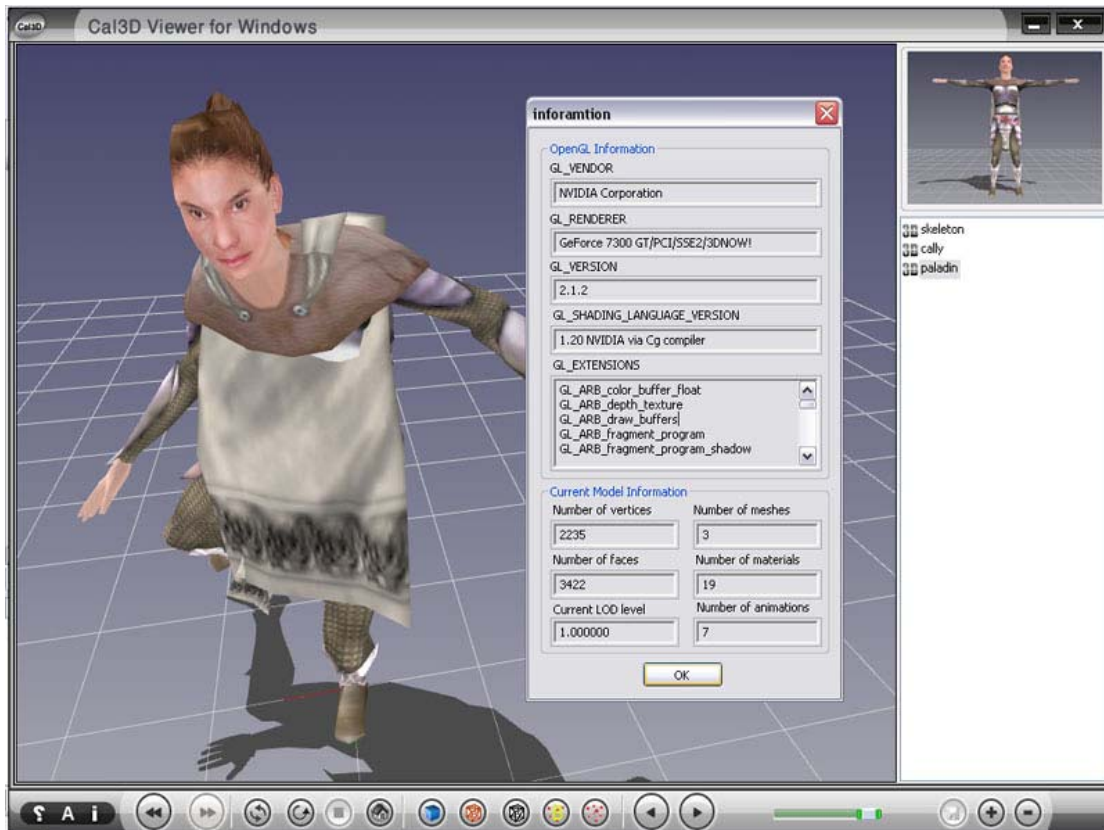 Cal3D
Cal3D Viewer for Windows
inforamtion
OpenGL Information
GL_VENDOR
NVIDIA Corporation
GL_RENDERER
GeForce 7300 GT/PCI/SSE2/3DNOW!
GL_VERSION
2.1.2
GL_SHADING_LANGUAGE_VERSION
1.20 NVIDIA via Cg compiler
GL_EXTENSIONS
GL_ARB_color_buffer_float
GL_ARB_depth_texture
GL_ARB_draw_buffers
GL_ARB_fragment_program
GL_ARB_fragment_program_shadow
Current Model Information
Number of vertices Number of meshes
2235 3
Number of faces Number of materials
3422 19
Current LOD level Number of animations
1.000000 7
OK
skeleton
cally
paladin
? A i